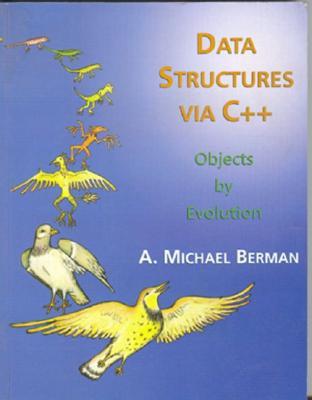 DATA
STRUCTURES
VIA C++
Objects
by
Evolution
A. MICHAEL BERMAN